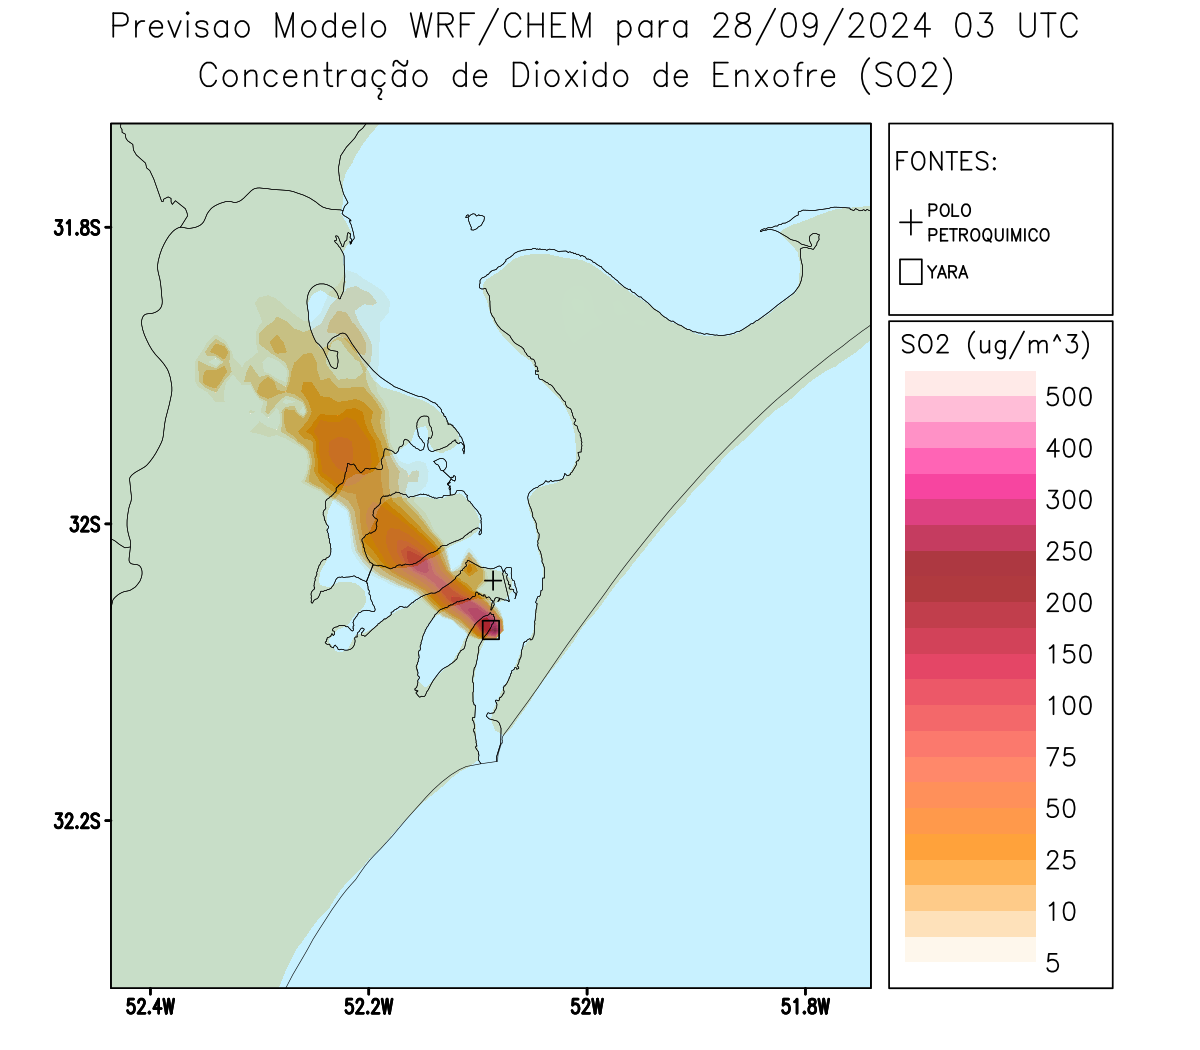 Previsao Modelo WRF/CHEM para 28/09/2024 03 UTC
Concentração de Dioxido de Enxofre (SO2)
31.8S
32S
32.2S
52.4W
52.2W
52W
51.8W
FONTES:
POLO
PETROQUIMICO
YARA
SO2 (ug/m^3)
500
400
300
250
200
150
100
75
50
25
10
5